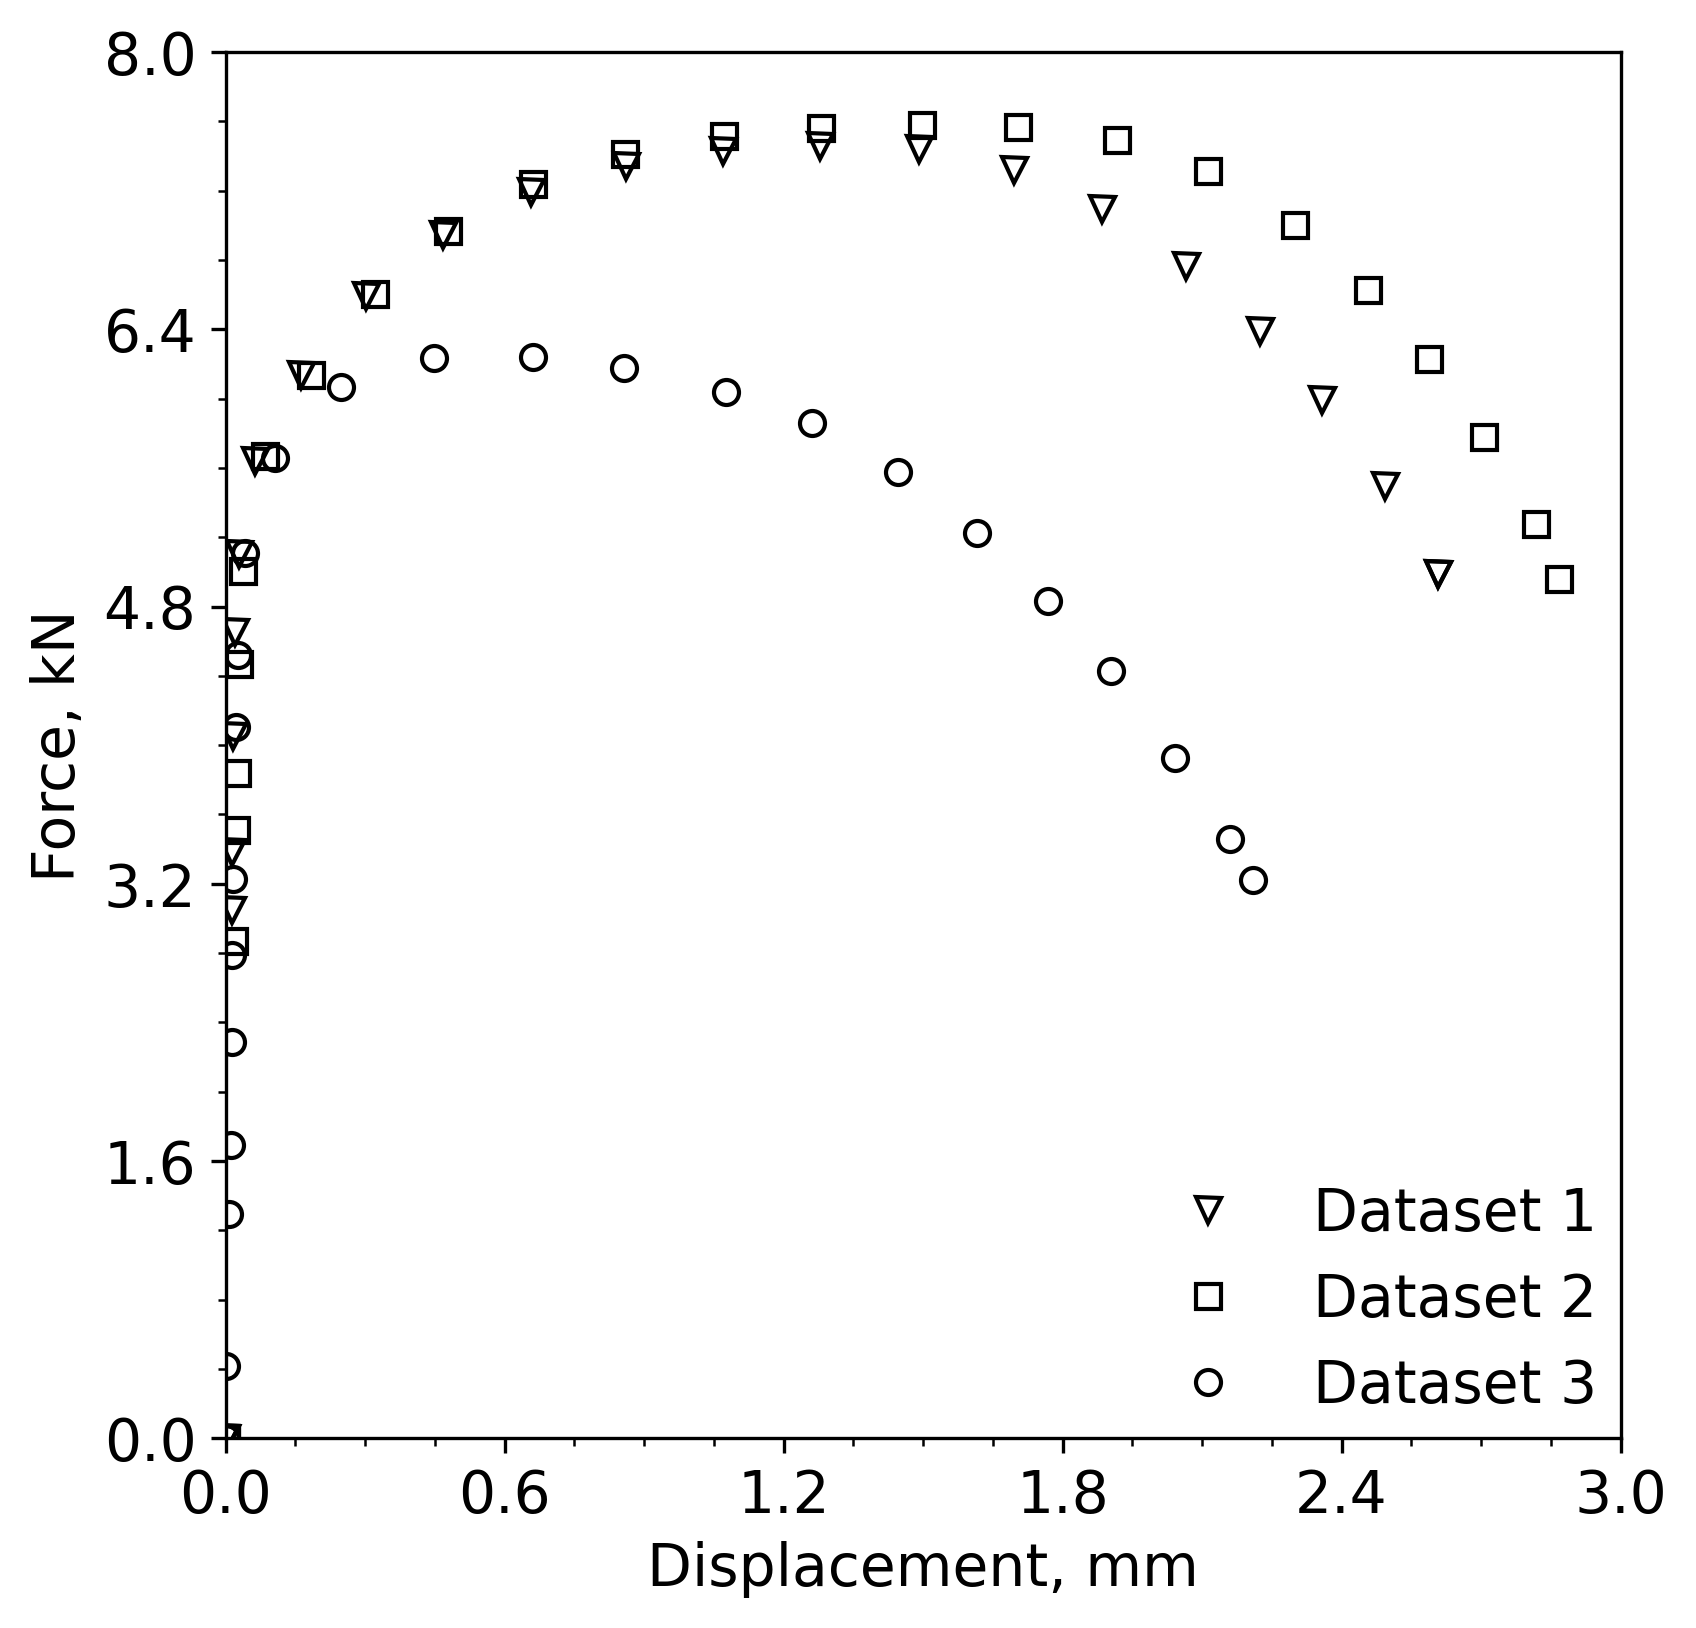 8.0
6.4
4.8
3.2
1.6
0.0
Force, kN
0.0 0.6 1.2 1.8 2.4 3.0
Displacement, mm
Dataset 1
Dataset 2
Dataset 3